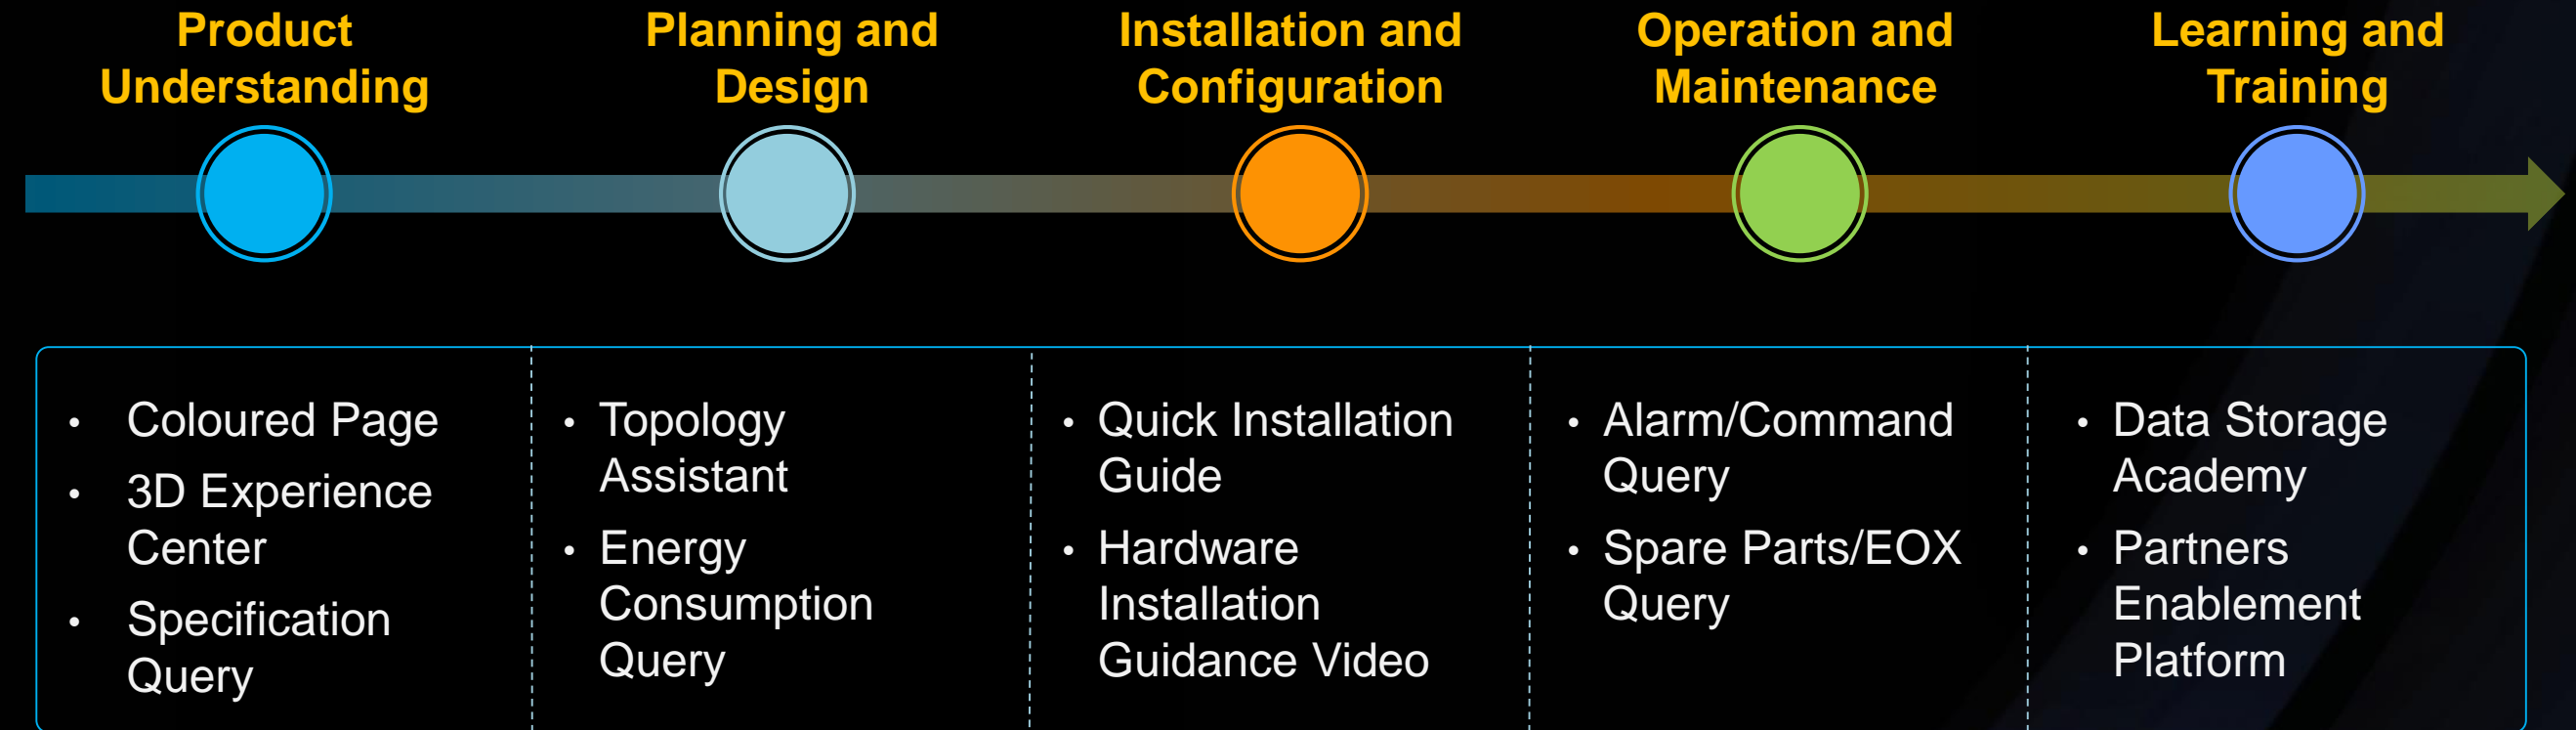 Product
Understanding
Planning and
Design
Installation and
Configuration
Operation and
Maintenance
Learning and
Training
• Coloured Page
• 3D Experience
Center
• Specification
Query
• Topology
Assistant
• Energy
Consumption
Query
• Quick Installation
Guide
• Hardware
Installation
Guidance Video
• Alarm/Command
Query
• Spare Parts/EOX
Query
• Data Storage
Academy
• Partners
Enablement
Platform